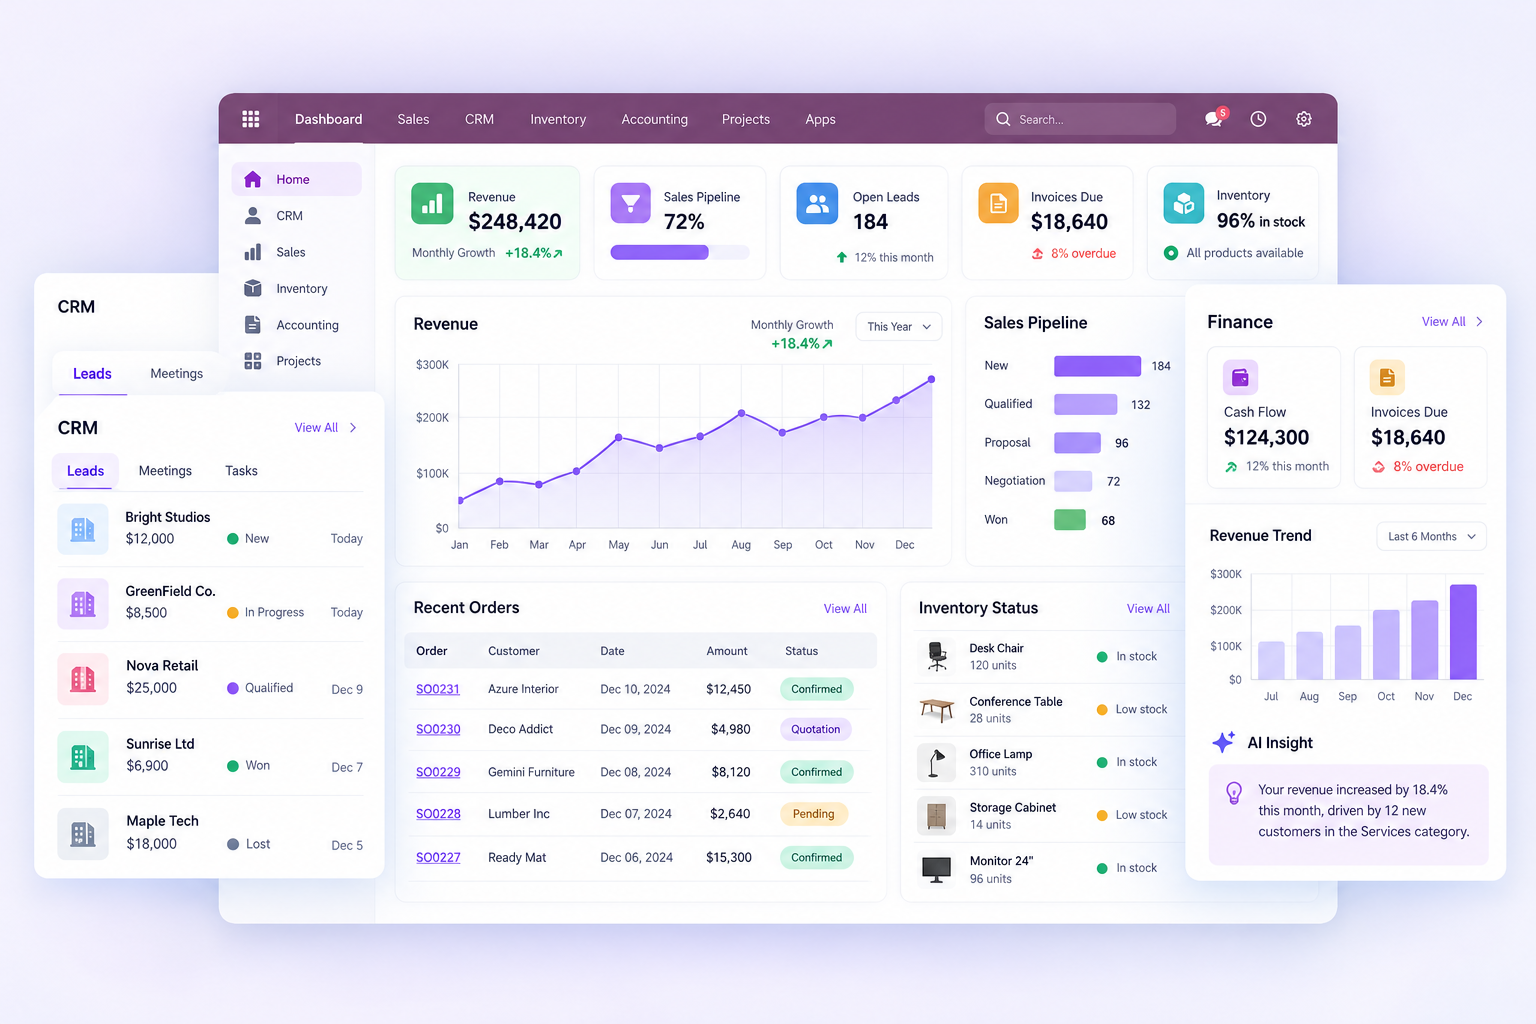 Dashboard
Sales
CRM
Inventory
Accounting
Projects
Apps
Search...
S
Home
CRM
Sales
Inventory
Accounting
Projects
Revenue
$248,420
Monthly Growth +18.4%
Sales Pipeline
72%
Open Leads
184
12% this month
Invoices Due
$18,640
8% overdue
Inventory
96% in stock
All products available
CRM
Leads
Meetings
CRM
View All
Leads
Meetings
Tasks
Bright Studios
$12,000
New
Today
GreenField Co.
$8,500
In Progress
Today
Nova Retail
$25,000
Qualified
Dec 9
Sunrise Ltd
$6,900
Won
Dec 7
Maple Tech
$18,000
Lost
Dec 5
Revenue
Monthly Growth
+18.4%
This Year
$300K
$200K
$100K
$0
Jan
Feb
Mar
Apr
May
Jun
Jul
Aug
Sep
Oct
Nov
Dec
Sales Pipeline
New
184
Qualified
132
Proposal
96
Negotiation
72
Won
68
Recent Orders
View All
Order
Customer
Date
Amount
Status
SO0231
Azure Interior
Dec 10, 2024
$12,450
Confirmed
SO0230
Deco Addict
Dec 09, 2024
$4,980
Quotation
SO0229
Gemini Furniture
Dec 08, 2024
$8,120
Confirmed
SO0228
Lumber Inc
Dec 07, 2024
$2,640
Pending
SO0227
Ready Mat
Dec 06, 2024
$15,300
Confirmed
Inventory Status
View All
Desk Chair
120 units
In stock
Conference Table
28 units
Low stock
Office Lamp
310 units
In stock
Storage Cabinet
14 units
Low stock
Monitor 24"
96 units
In stock
Finance
View All
Cash Flow
$124,300
12% this month
Invoices Due
$18,640
8% overdue
Revenue Trend
Last 6 Months
$300K
$200K
$100K
$0
Jul
Aug
Sep
Oct
Nov
Dec
AI Insight
Your revenue increased by 18.4%
this month, driven by 12 new
customers in the Services category.